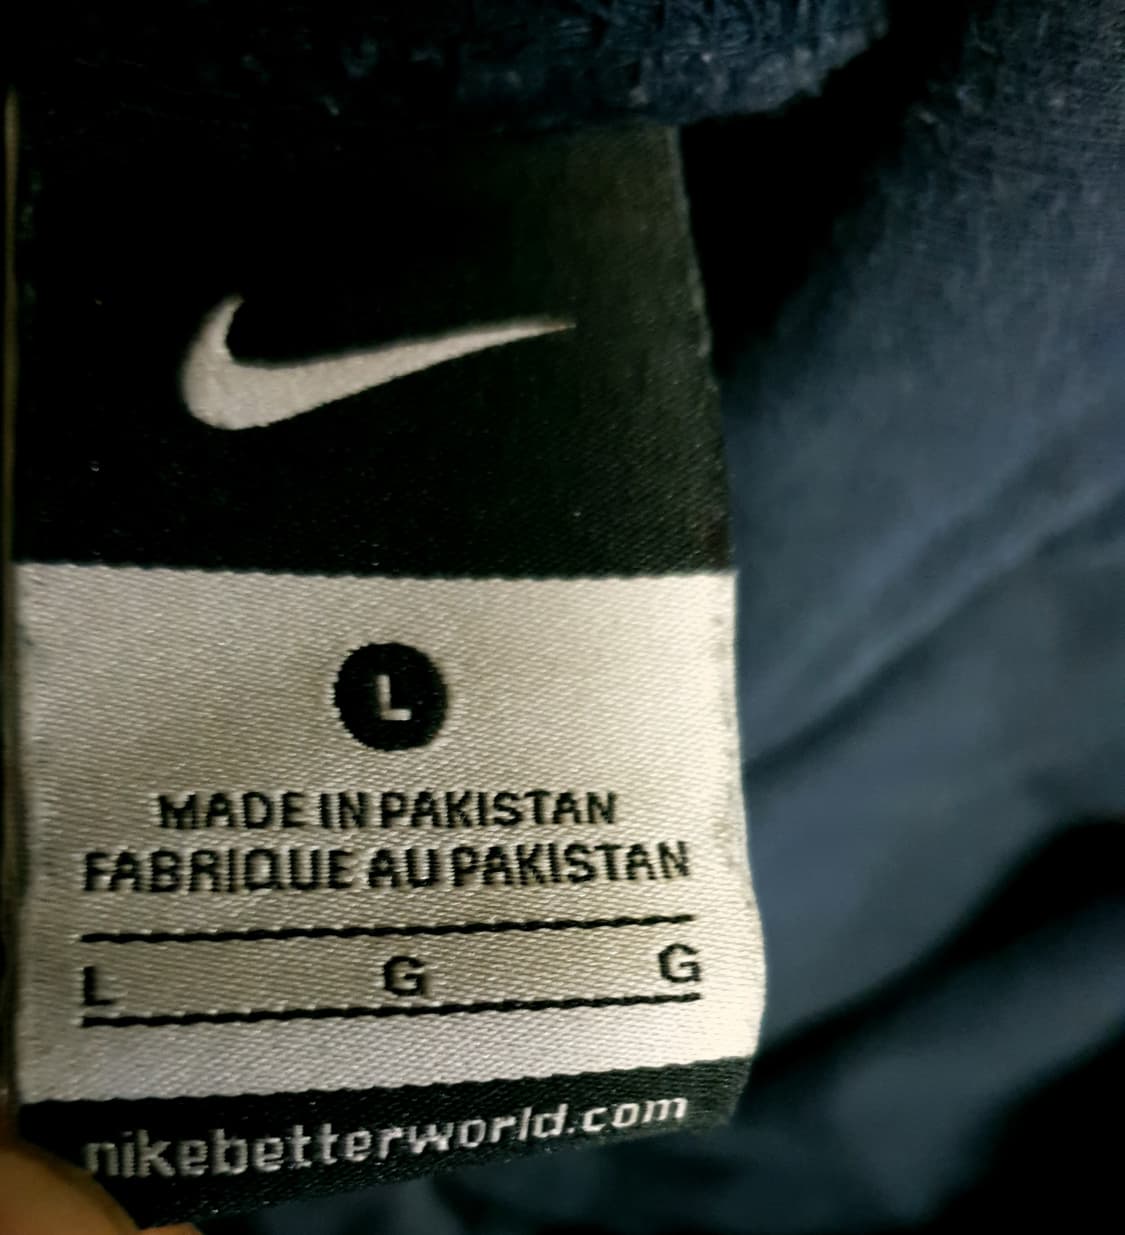 L
MADE IN PAKISTAN
FABRIQUE AU PAKISTAN
L G G
nikebetterworld.com